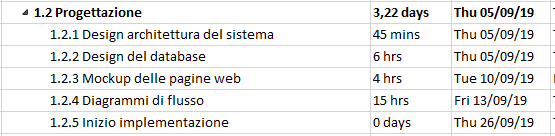 1.2 Progettazione 3,22 days Thu 05/09/19
1.2.1 Design architettura del sistema 45 mins Thu 05/09/19
1.2.2 Design del database 6 hrs Thu 05/09/19
1.2.3 Mockup delle pagine web 4 hrs Tue 10/09/19
1.2.4 Diagrammi di flusso 15 hrs Fri 13/09/19
1.2.5 Inizio implementazione 0 days Thu 26/09/19